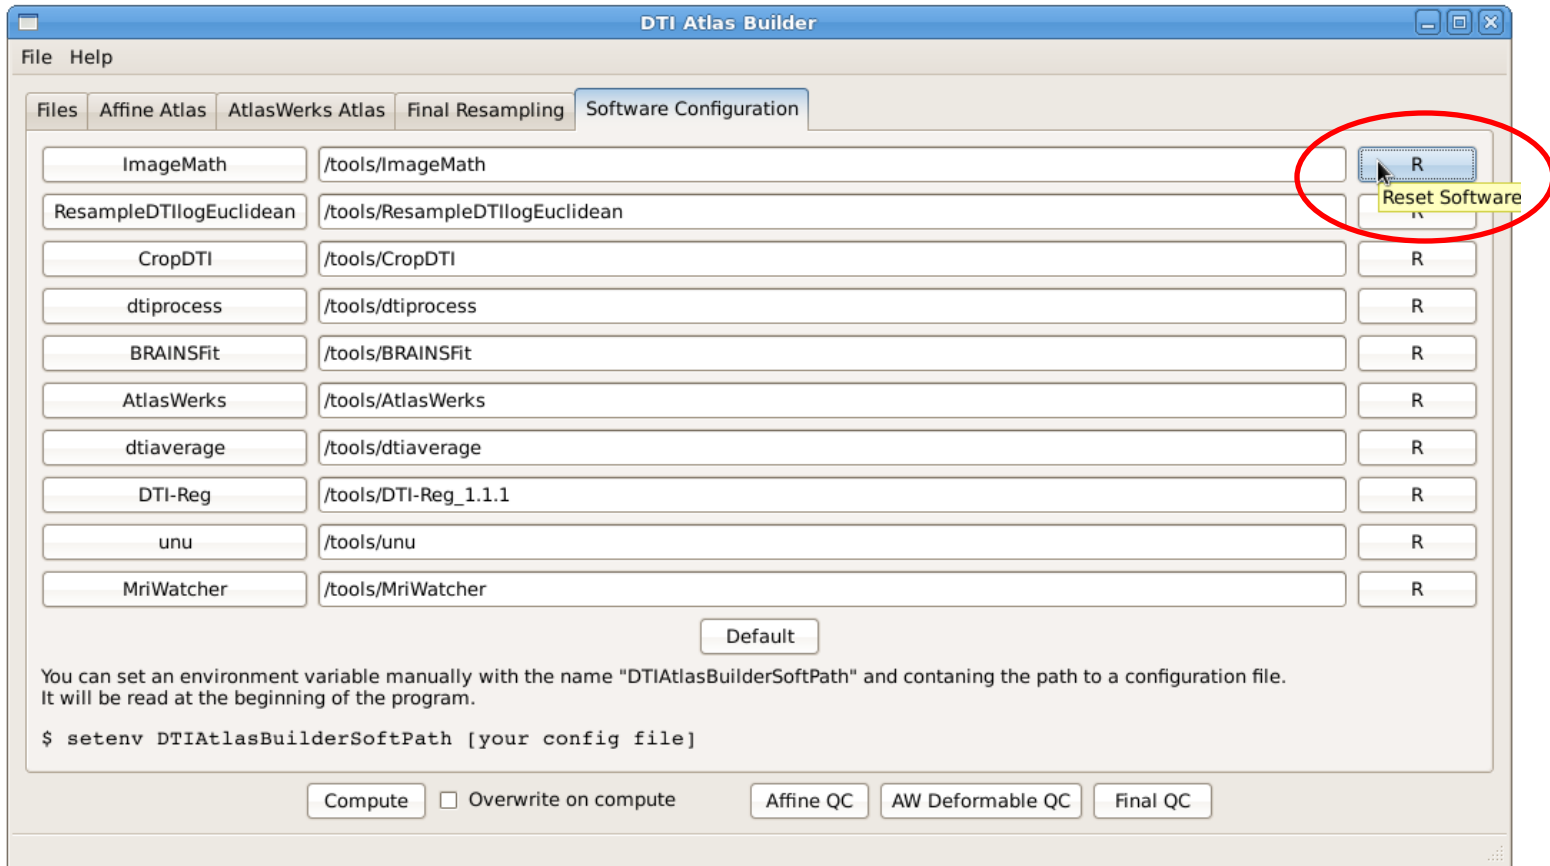 DTI Atlas Builder
File Help
Files Affine Atlas AtlasWerks Atlas Final Resampling Software Configuration
ImageMath /tools/ImageMath R
Reset Software
ResampleDTIlogEuclidean /tools/ResampleDTIlogEuclidean R
CropDTI /tools/CropDTI R
dtiprocess /tools/dtiprocess R
BRAINSFit /tools/BRAINSFit R
AtlasWerks /tools/AtlasWerks R
dtiaverage /tools/dtiaverage R
DTI-Reg /tools/DTI-Reg_1.1.1 R
unu /tools/unu R
MriWatcher /tools/MriWatcher R
Default
You can set an environment variable manually with the name "DTIAtlasBuilderSoftPath" and contaning the path to a configuration file.
It will be read at the beginning of the program.
$ setenv DTIAtlasBuilderSoftPath [your config file]
Compute Overwrite on compute Affine QC AW Deformable QC Final QC